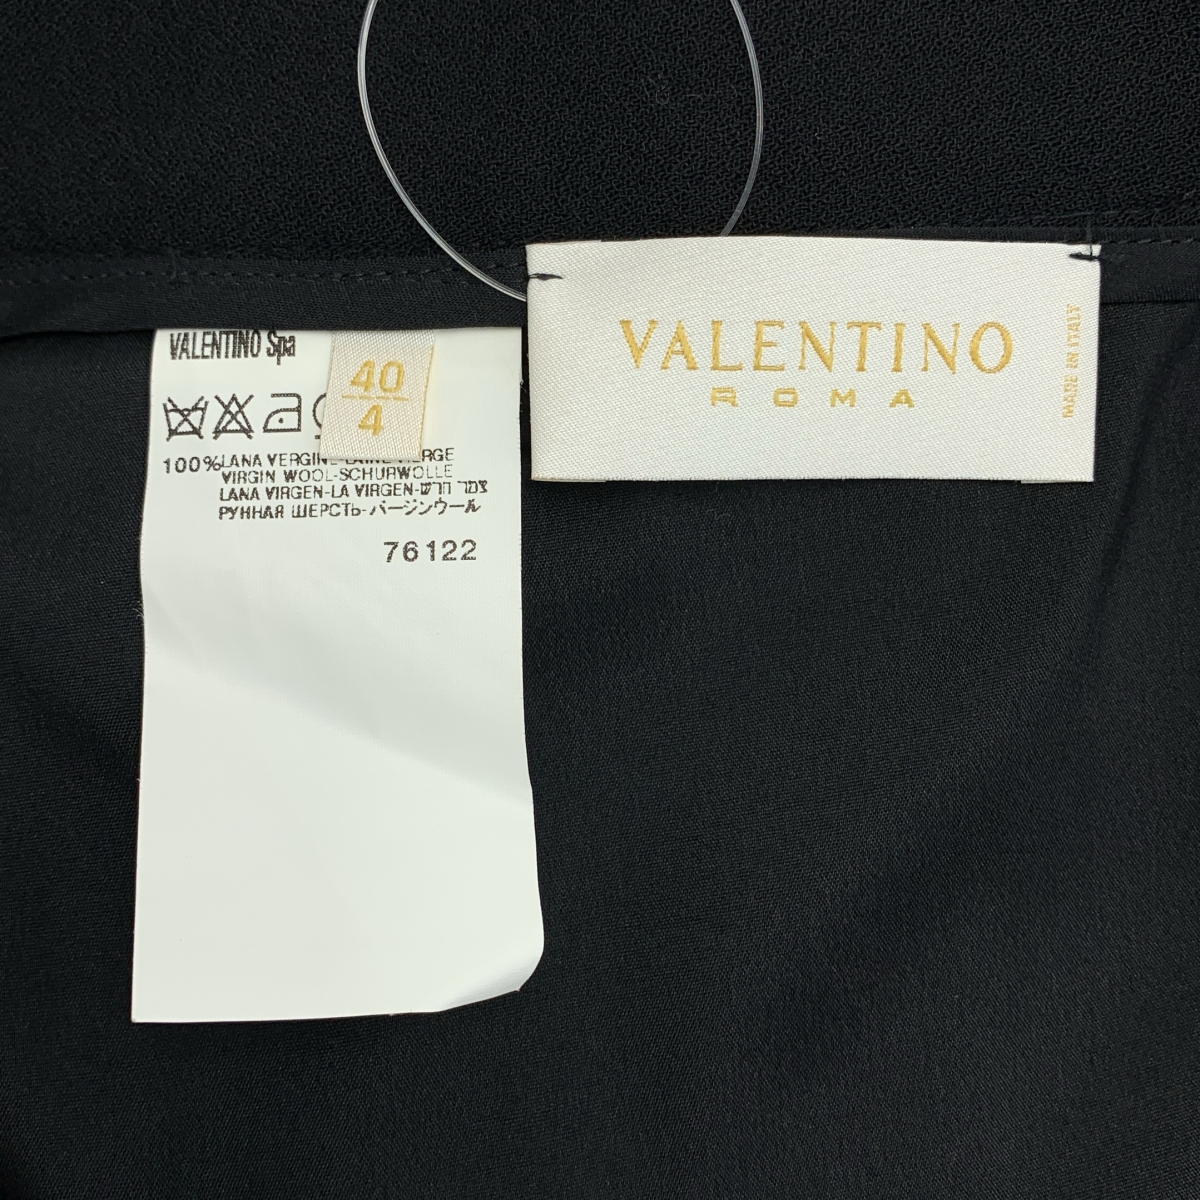 VALENTINO Spa
40
4
100% LANA VERGINE-LAINE VIERGE
VIRGIN WOOL-SCHURWOLLE
LANA VIRGEN-LA VIRGEN-צמר חדש
РУННАЯ ШЕРСТЬ-バージンウール
76122
VALENTINO
ROMA
MADE IN ITALY